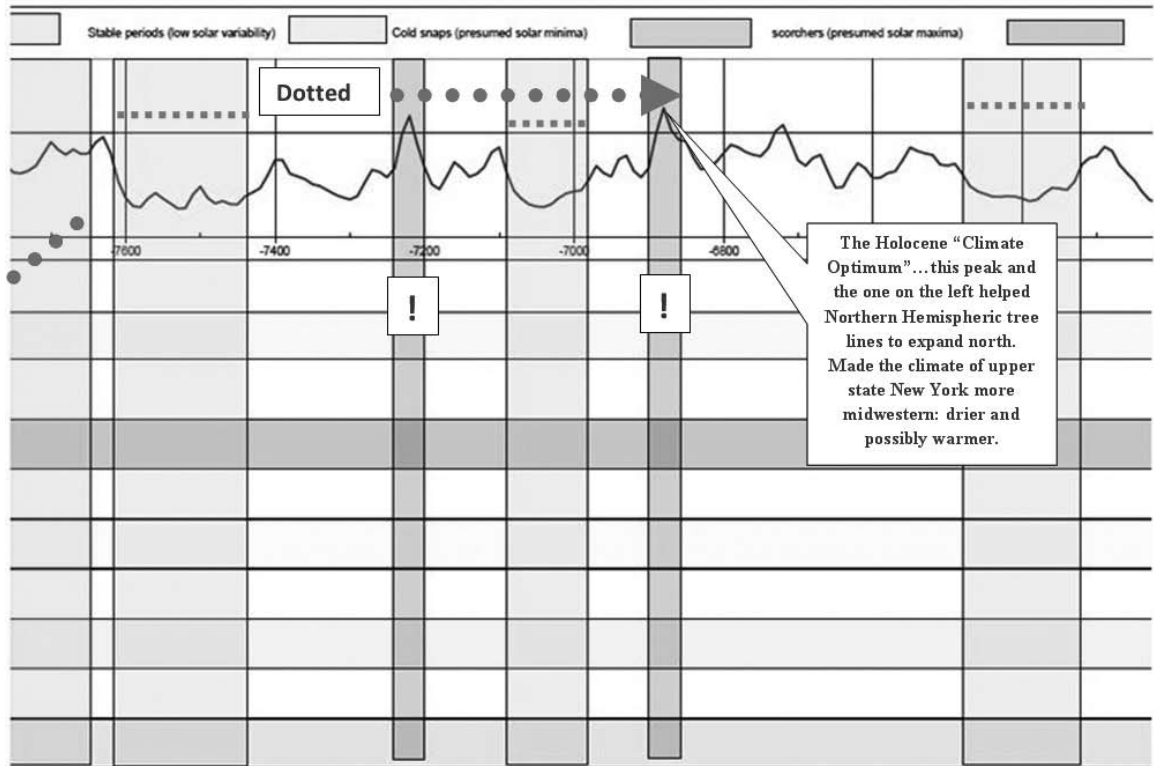 Stable periods (low solar variability)
Cold snaps (presumed solar minima)
scorchers (presumed solar maxima)
Dotted
-7600
-7400
-7200
-7000
-6800
!
!
The Holocene “Climate
Optimum”…this peak and
the one on the left helped
Northern Hemispheric tree
lines to expand north.
Made the climate of upper
state New York more
midwestern: drier and
possibly warmer.